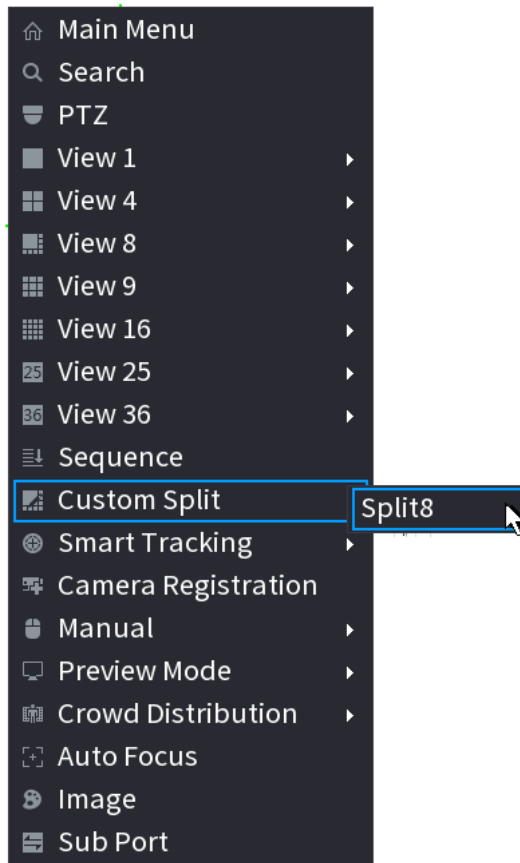 Main Menu
Search
PTZ
View 1
View 4
View 8
View 9
View 16
25 View 25
36 View 36
Sequence
Custom Split
Split8
Smart Tracking
Camera Registration
Manual
Preview Mode
Crowd Distribution
Auto Focus
Image
Sub Port